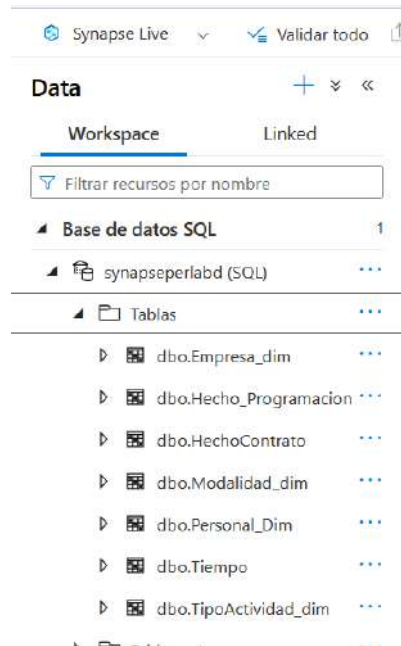 Synapse Live Validar todo
Data
Workspace Linked
Filtrar recursos por nombre
Base de datos SQL 1
synapseperlabd (SQL)
Tablas
dbo.Empresa_dim
dbo.Hecho_Programacion
dbo.HechoContrato
dbo.Modalidad_dim
dbo.Personal_Dim
dbo.Tiempo
dbo.TipoActividad_dim